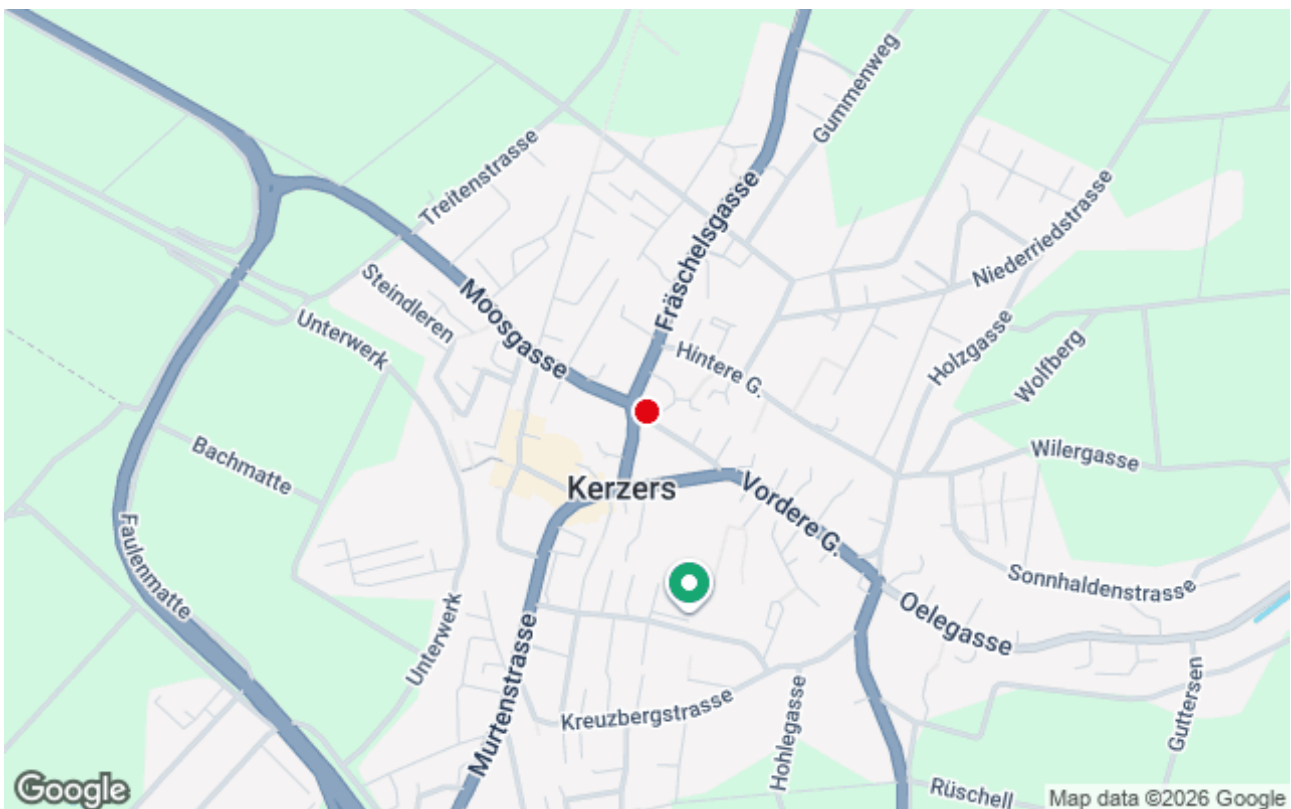 Gummenweg
Treitenstrasse
Fräschelsgasse
Niederriedstrasse
Steindleren
Moosgasse
Unterwerk
Hintere G.
Holzgasse
Wolfberg
Wilergasse
Bachmatte
Kerzers
Vordere G.
Faulenmatte
Sonnhaldenstrasse
Oelegasse
Unterwerk
Murtenstrasse
Kreuzbergstrasse
Hohlegasse
Guttersen
Rüschell
Google
Map data ©2026 Google